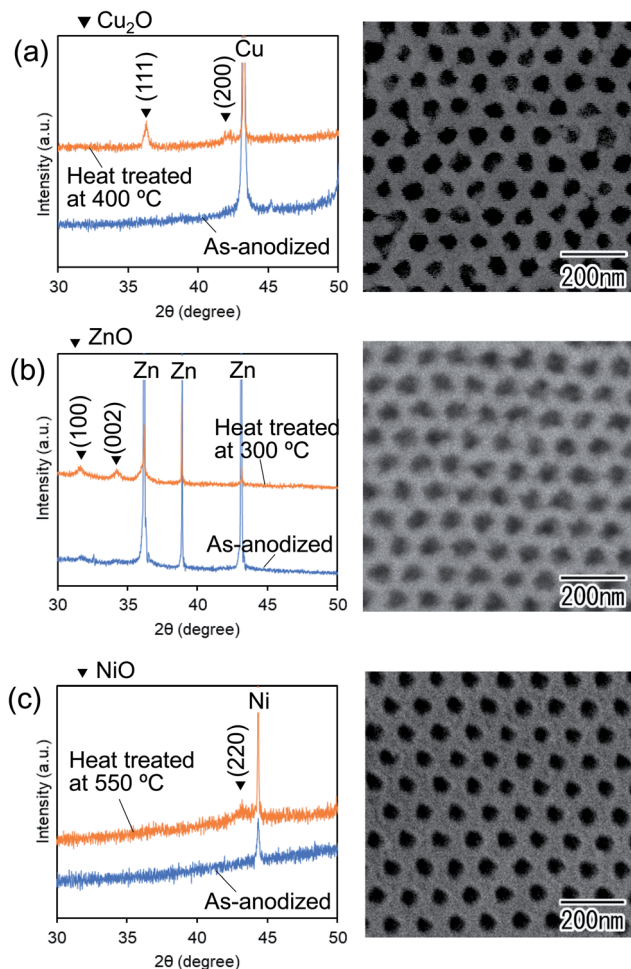 ▼ Cu₂O
(a)
Cu
(111)
(200)
Heat treated
at 400 ºC
As-anodized
Intensity (a.u.)
30 35 40 45 50
2θ (degree)
200nm
▼ ZnO
(b)
Zn Zn Zn
(100)
(002)
Heat treated
at 300 ºC
As-anodized
Intensity (a.u.)
30 35 40 45 50
2θ (degree)
200nm
▼ NiO
(c)
Ni
(220)
Heat treated
at 550 ºC
As-anodized
Intensity (a.u.)
30 35 40 45 50
2θ (degree)
200nm